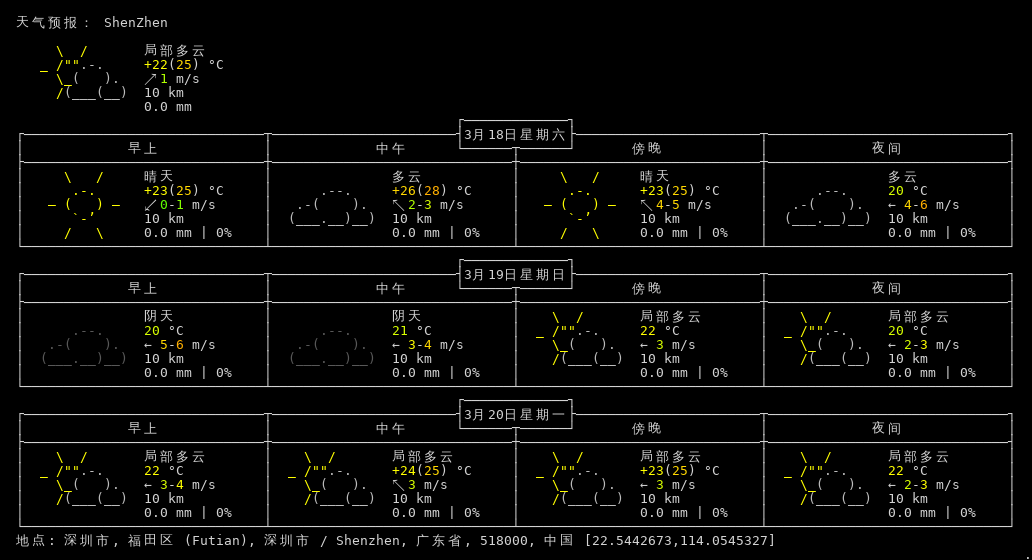 天气预报： ShenZhen
局部多云
+22(25) °C
↗1 m/s
10 km
0.0 mm
3月18日星期六
早上 中午 傍晚 夜间
晴天 多云 晴天 多云
+23(25) °C +26(28) °C +23(25) °C 20 °C
↙0-1 m/s ↖2-3 m/s ↖4-5 m/s ← 4-6 m/s
10 km 10 km 10 km 10 km
0.0 mm | 0% 0.0 mm | 0% 0.0 mm | 0% 0.0 mm | 0%
3月19日星期日
早上 中午 傍晚 夜间
阴天 阴天 局部多云 局部多云
20 °C 21 °C 22 °C 20 °C
← 5-6 m/s ← 3-4 m/s ← 3 m/s ← 2-3 m/s
10 km 10 km 10 km 10 km
0.0 mm | 0% 0.0 mm | 0% 0.0 mm | 0% 0.0 mm | 0%
3月20日星期一
早上 中午 傍晚 夜间
局部多云 局部多云 局部多云 局部多云
22 °C +24(25) °C +23(25) °C 22 °C
← 3-4 m/s ↖3 m/s ← 3 m/s ← 2-3 m/s
10 km 10 km 10 km 10 km
0.0 mm | 0% 0.0 mm | 0% 0.0 mm | 0% 0.0 mm | 0%
地点: 深圳市, 福田区 (Futian), 深圳市 / Shenzhen, 广东省, 518000, 中国 [22.5442673,114.0545327]